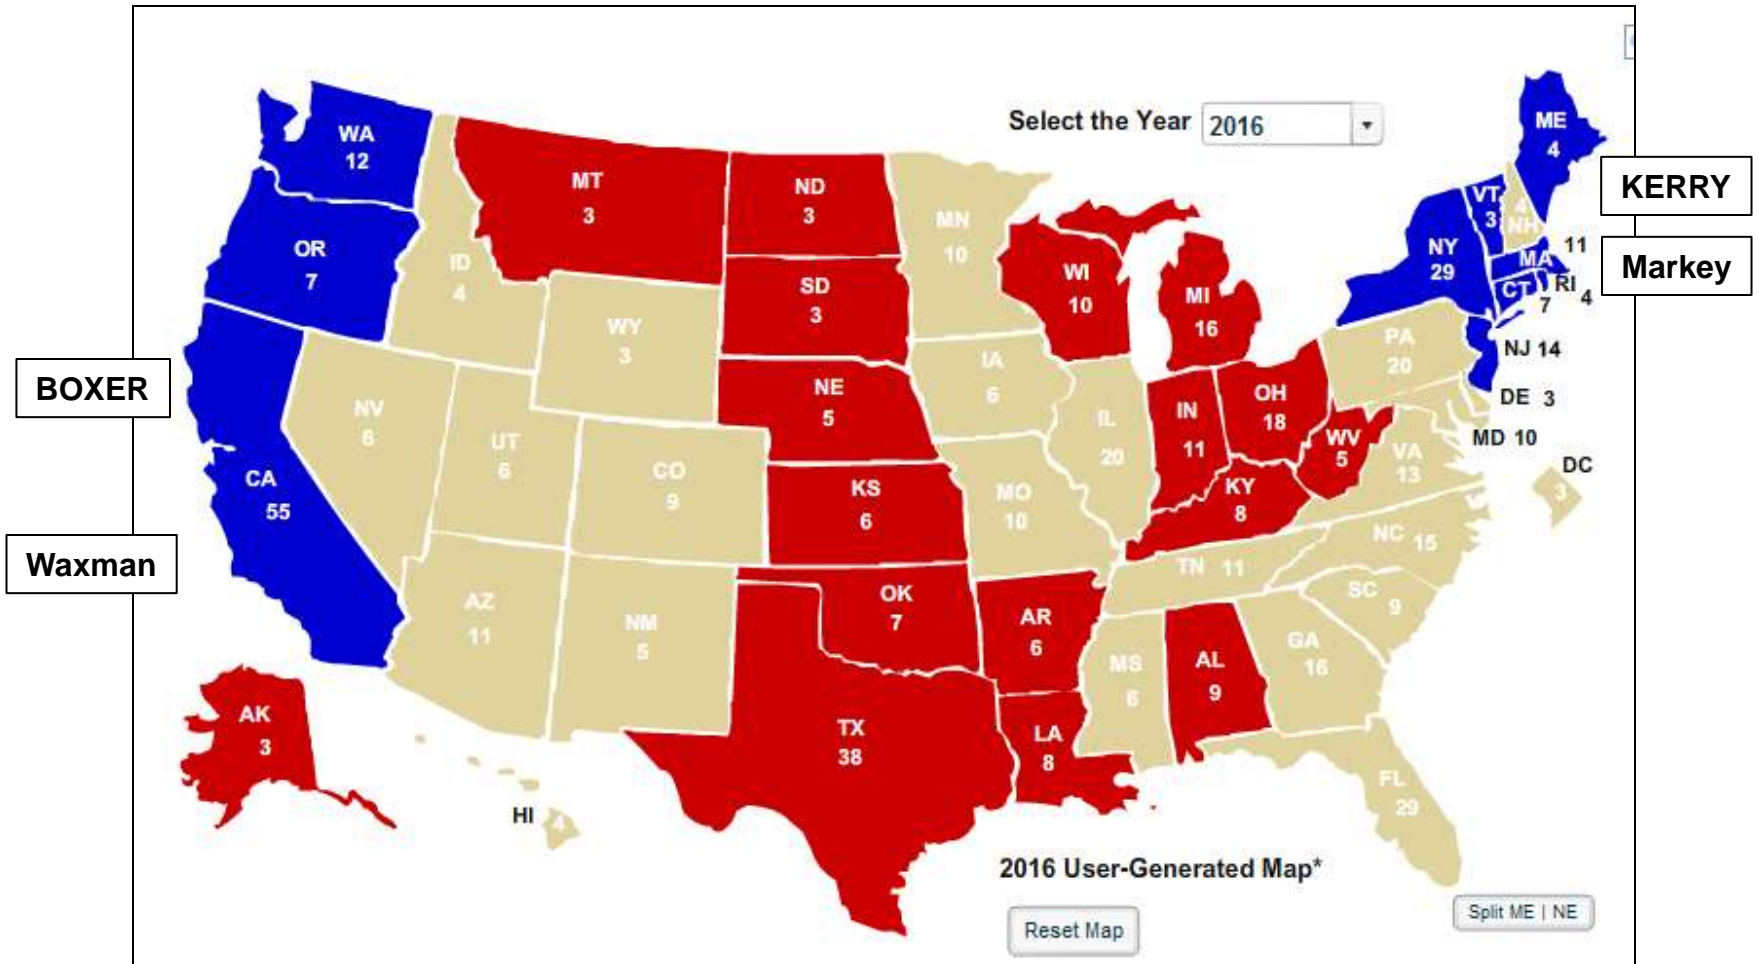 Select the Year 2016
WA
12
OR
7
CA
55
ID
4
NV
6
MT
3
WY
3
UT
6
AZ
11
CO
9
NM
5
ND
3
SD
3
NE
5
KS
6
OK
7
TX
38
MN
10
IA
6
MO
10
AR
6
LA
8
WI
10
IL
20
MI
16
IN
11
OH
18
KY
8
WV
5
TN 11
MS
6
AL
9
GA
16
FL
29
SC
9
NC 15
VA
13
PA
20
NY
29
VT
3
4
NH
ME
4
11
MA
RI 4
CT
7
NJ 14
DE 3
MD 10
DC
3
AK
3
HI 4
KERRY
Markey
BOXER
Waxman
2016 User-Generated Map*
Reset Map
Split ME | NE